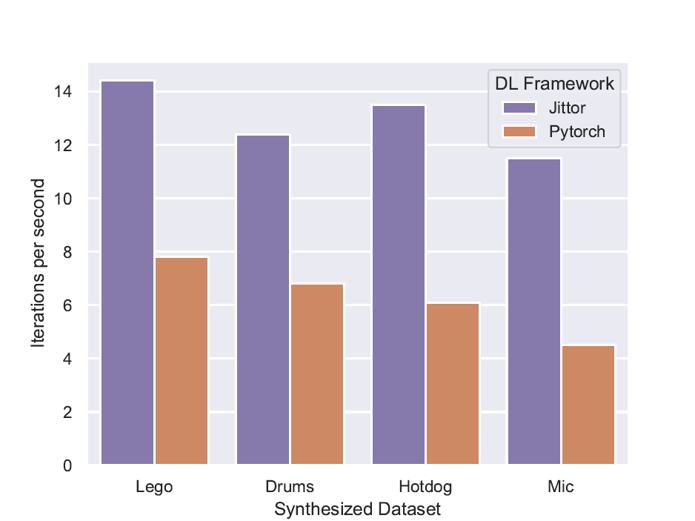 DL Framework
Jittor
Pytorch
Iterations per second
14
12
10
8
6
4
2
0
Lego Drums Hotdog Mic
Synthesized Dataset